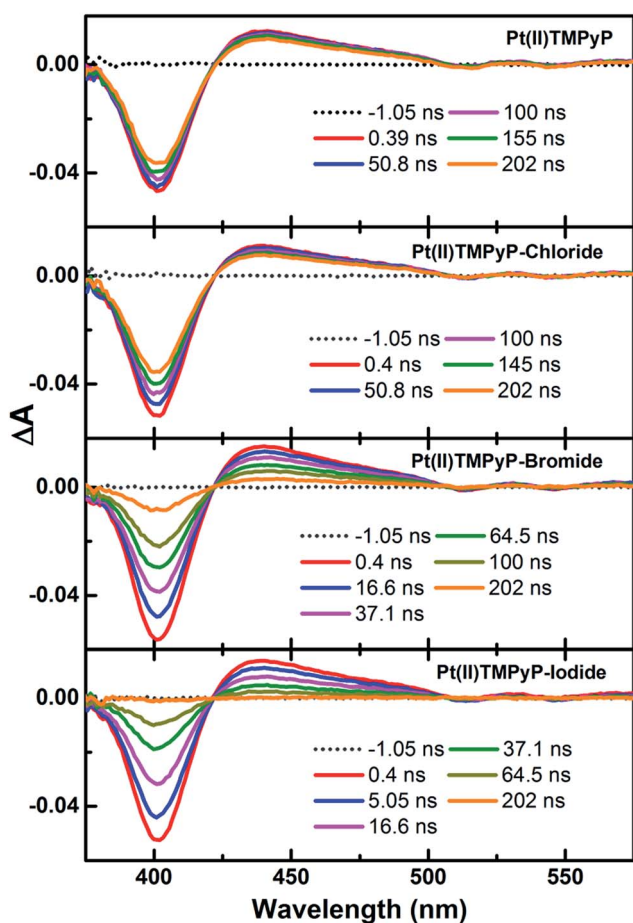 Pt(II)TMPyP
0.00
-1.05 ns 100 ns
0.39 ns 155 ns
50.8 ns 202 ns
-0.04
Pt(II)TMPyP-Chloride
0.00
-1.05 ns 100 ns
0.4 ns 145 ns
50.8 ns 202 ns
-0.04
ΔA
Pt(II)TMPyP-Bromide
0.00
-1.05 ns 64.5 ns
0.4 ns 100 ns
16.6 ns 202 ns
37.1 ns
-0.04
Pt(II)TMPyP-Iodide
0.00
-1.05 ns 37.1 ns
0.4 ns 64.5 ns
5.05 ns 202 ns
16.6 ns
-0.04
400 450 500 550
Wavelength (nm)